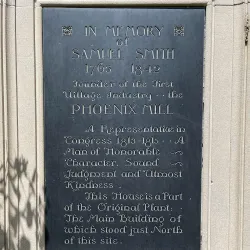 IN MEMORY
of
SAMUEL SMITH
1765 - 1842
Founder of the First
Village Industry - - the
PHOENIX MILL
A Representative in
Congress 1813-1815 - - A
Man of Honorable
Character, Sound
Judgment and Utmost
Kindness.
This House is a Part
of the Original Plant.
The Main Building of
which stood just North
of this site.